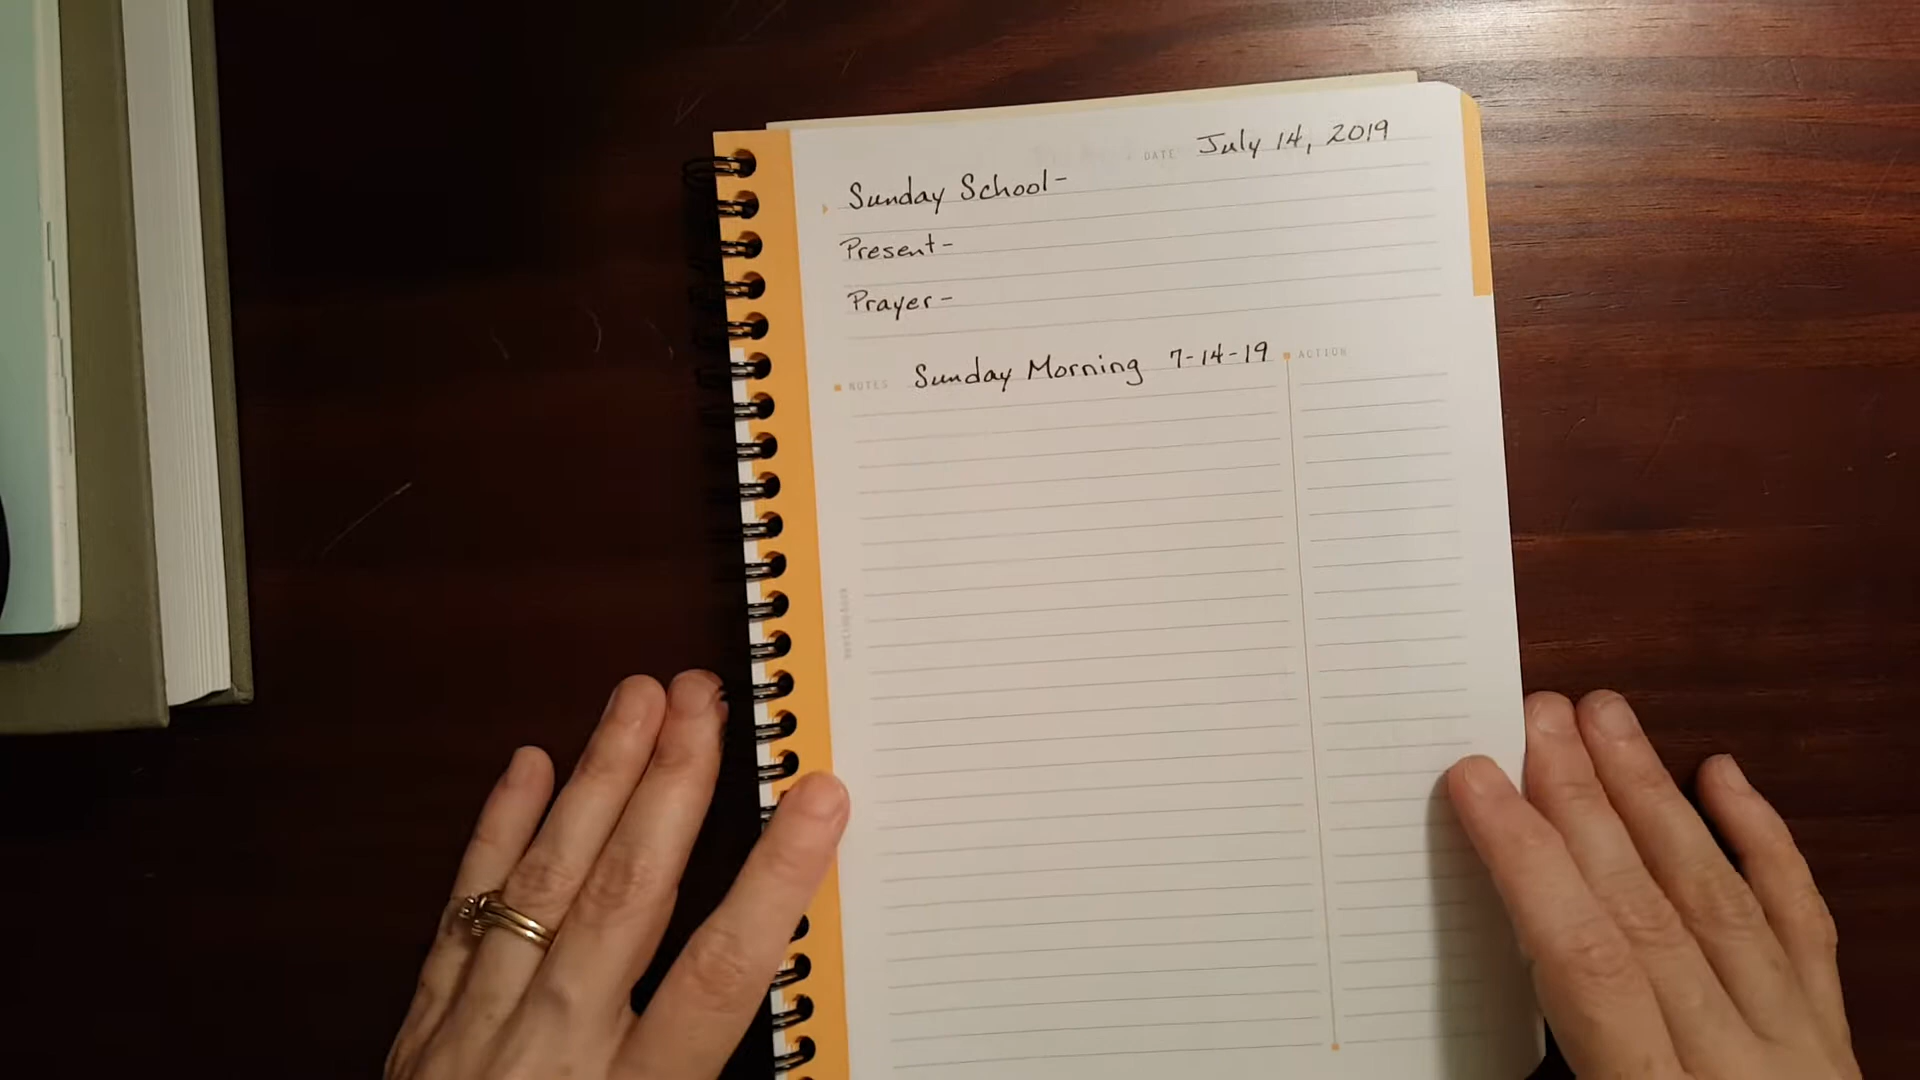 DATE July 14, 2019
Sunday School-
Present-
Prayer-
NOTES Sunday Morning 7-14-19 ACTION